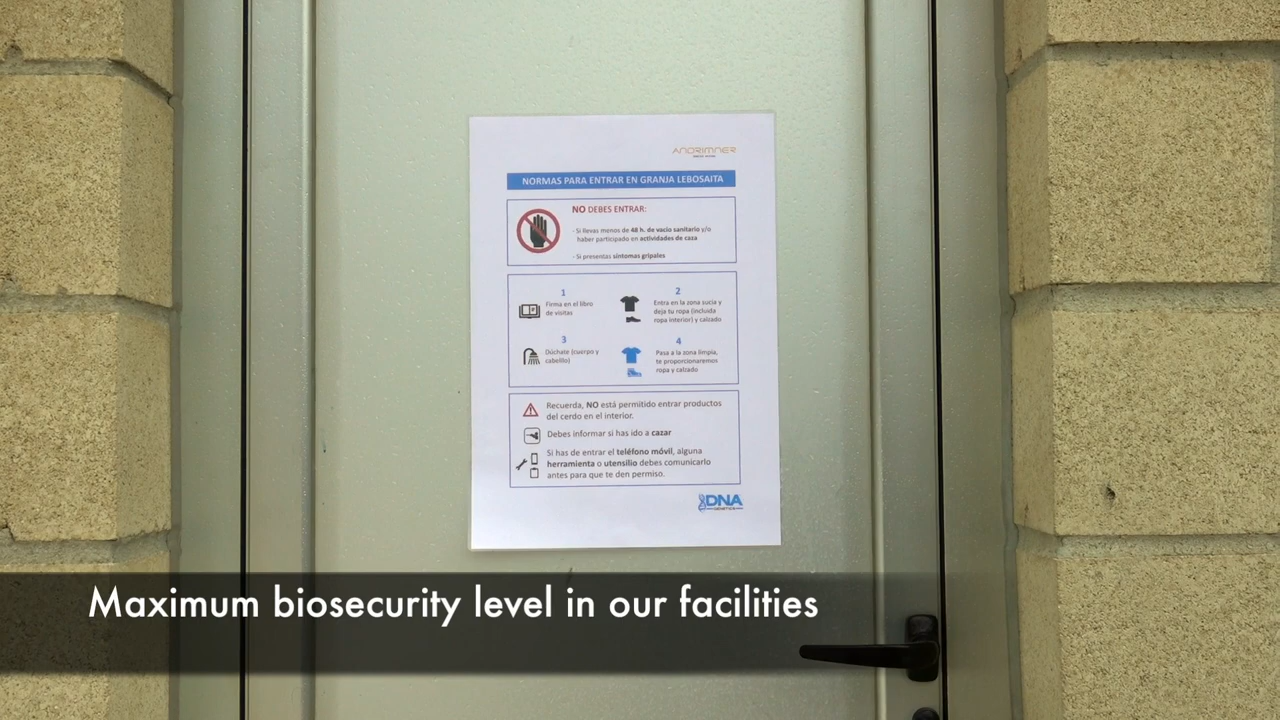 ANDRIMNER
NORMAS PARA ENTRAR EN GRANJA LEBOSAITA
NO DEBES ENTRAR:
- Si llevas menos de 48 h. de vacío sanitario y/o
haber participado en actividades de caza
- Si presentas síntomas gripales
1
Firma en el libro
de visitas
2
Entra en la zona sucia y
deja tu ropa (incluida
ropa interior) y calzado
3
Dúchate (cuerpo y
cabello)
4
Pasa a la zona limpia,
te proporcionaremos
ropa y calzado
Recuerda, NO está permitido entrar productos
del cerdo en el interior.
Debes informar si has ido a cazar
Si has de entrar el teléfono móvil, alguna
herramienta o utensilio debes comunicarlo
antes para que te den permiso.
DNA
GENETICS
Maximum biosecurity level in our facilities